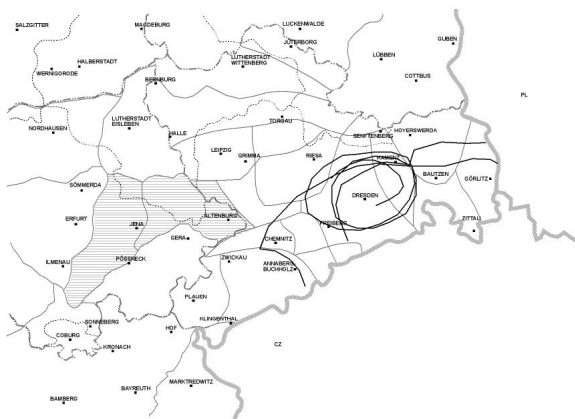 SALZGITTER
MAGDEBURG
LUCKENWALDE
JÜTERBORG
GUBEN
HALBERSTADT
WERNIGORODE
LUTHERSTADT
WITTENBERG
LÜBBEN
BERNBURG
COTTBUS
PL
NORDHAUSEN
LUTHERSTADT
EISLEBEN
HALLE
TORGAU
SENFTENBERG
HOYERSWERDA
LEIPZIG
GRIMMA
RIESA
KAMENZ
BAUTZEN
GÖRLITZ
SÖMMERDA
DRESDEN
ERFURT
JENA
ALTENBURG
ZITTAU
GERA
CHEMNITZ
FREIBERG
ILMENAU
PÖSSNECK
ZWICKAU
ANNABERG
BUCHHOLZ
PLAUEN
SONNEBERG
COBURG
HOF
KLINGENTHAL
KRONACH
CZ
BAYREUTH
MARKTREDWITZ
BAMBERG